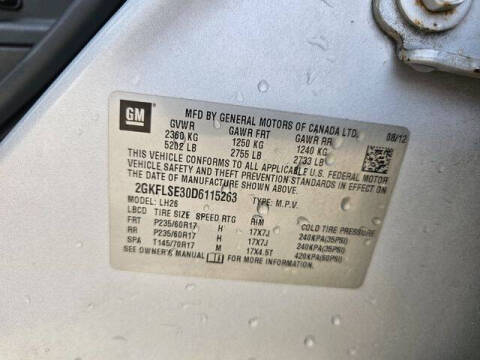 GM
MFD BY GENERAL MOTORS OF CANADA LTD.
GVWR GAWR FRT GAWR RR 08/12
2360 KG 1250 KG 1240 KG
5202 LB 2755 LB 2733 LB
THIS VEHICLE CONFORMS TO ALL APPLICABLE U.S. FEDERAL MOTOR
VEHICLE SAFETY AND THEFT PREVENTION STANDARDS IN EFFECT ON
THE DATE OF MANUFACTURE SHOWN ABOVE.
2GKFLSE30D6115263 TYPE: M.P.V.
MODEL: LH26
LBCD TIRE SIZE SPEED RTG RIM COLD TIRE PRESSURE
FRT P235/60R17 H 17X7J 240KPA(35PSI)
RR P235/60R17 H 17X7J 240KPA(35PSI)
SPA T145/70R17 M 17X4.5T 420KPA(60PSI)
SEE OWNER'S MANUAL FOR MORE INFORMATION.